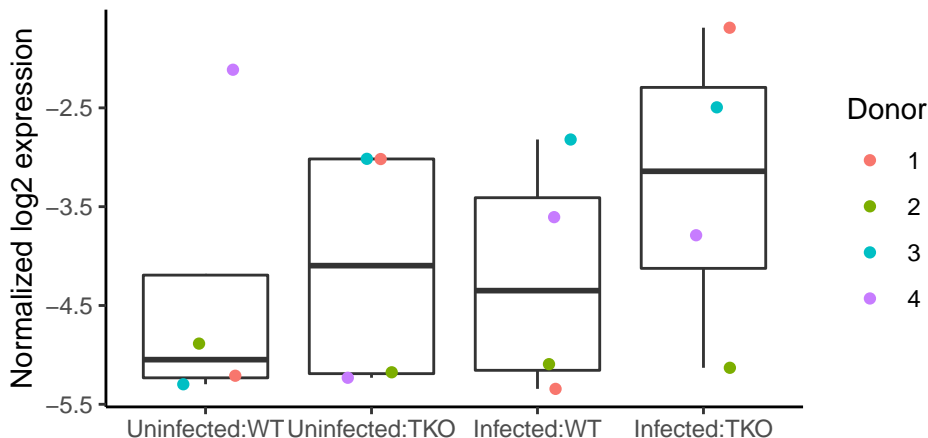 Normalized log2 expression
−2.5
−3.5
−4.5
−5.5
Uninfected:WT
Uninfected:TKO
Infected:WT
Infected:TKO
Donor
1
2
3
4